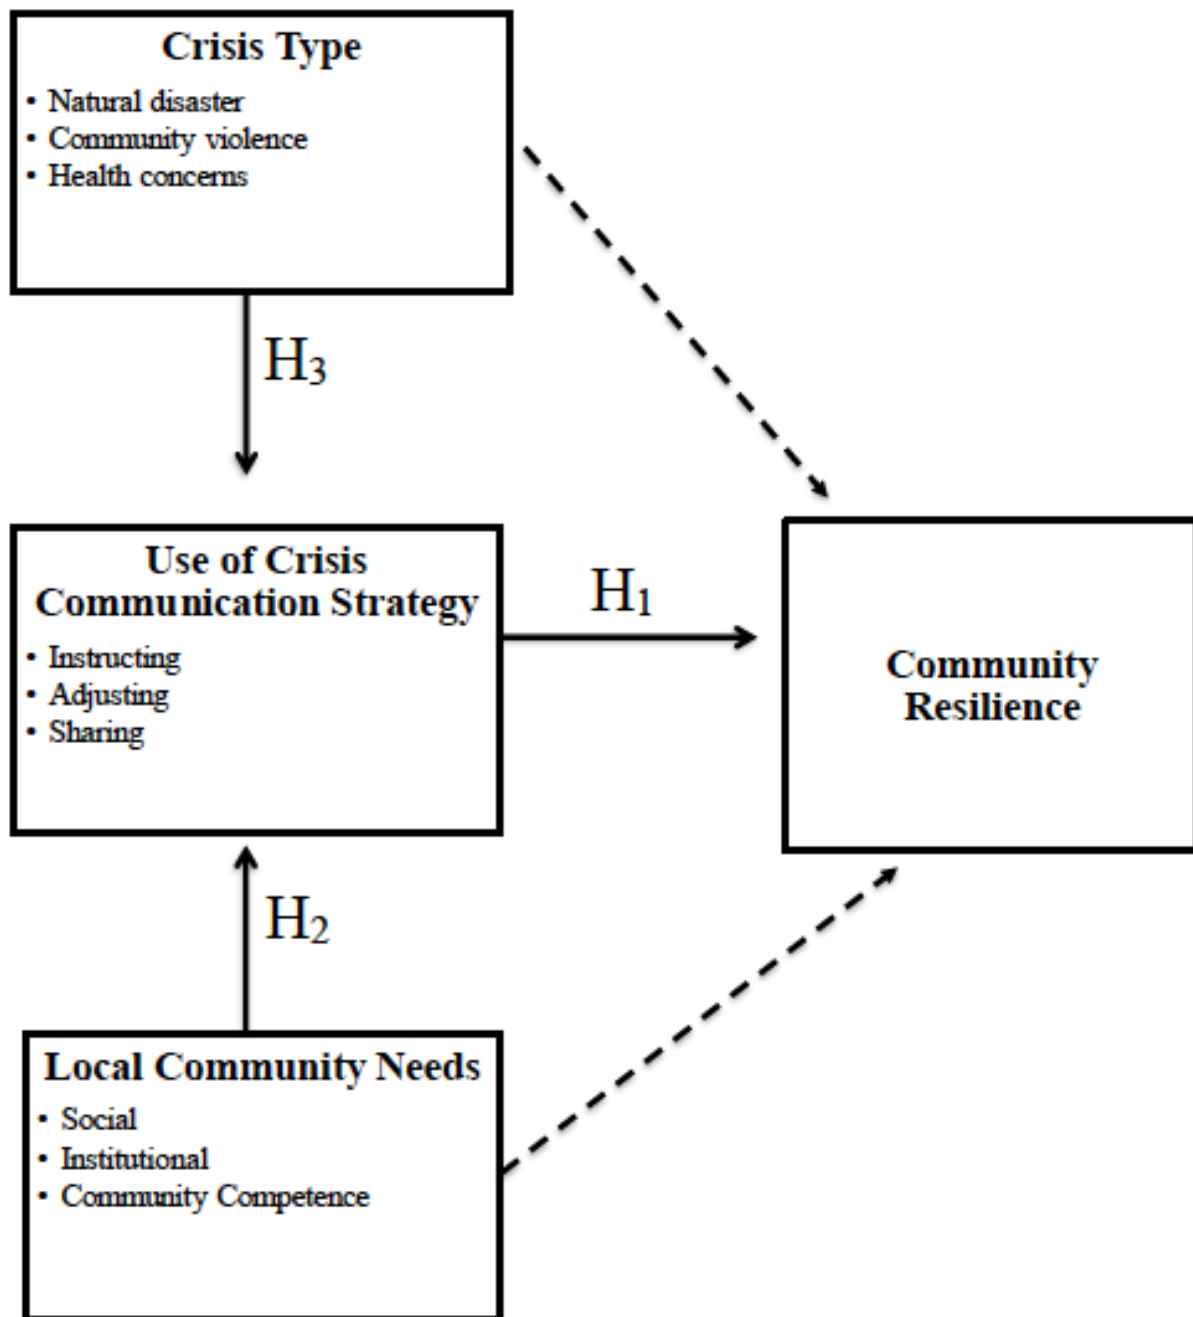 Crisis Type
• Natural disaster
• Community violence
• Health concerns
H₃
Use of Crisis
Communication Strategy
• Instructing
• Adjusting
• Sharing
H₁
Community
Resilience
H₂
Local Community Needs
• Social
• Institutional
• Community Competence